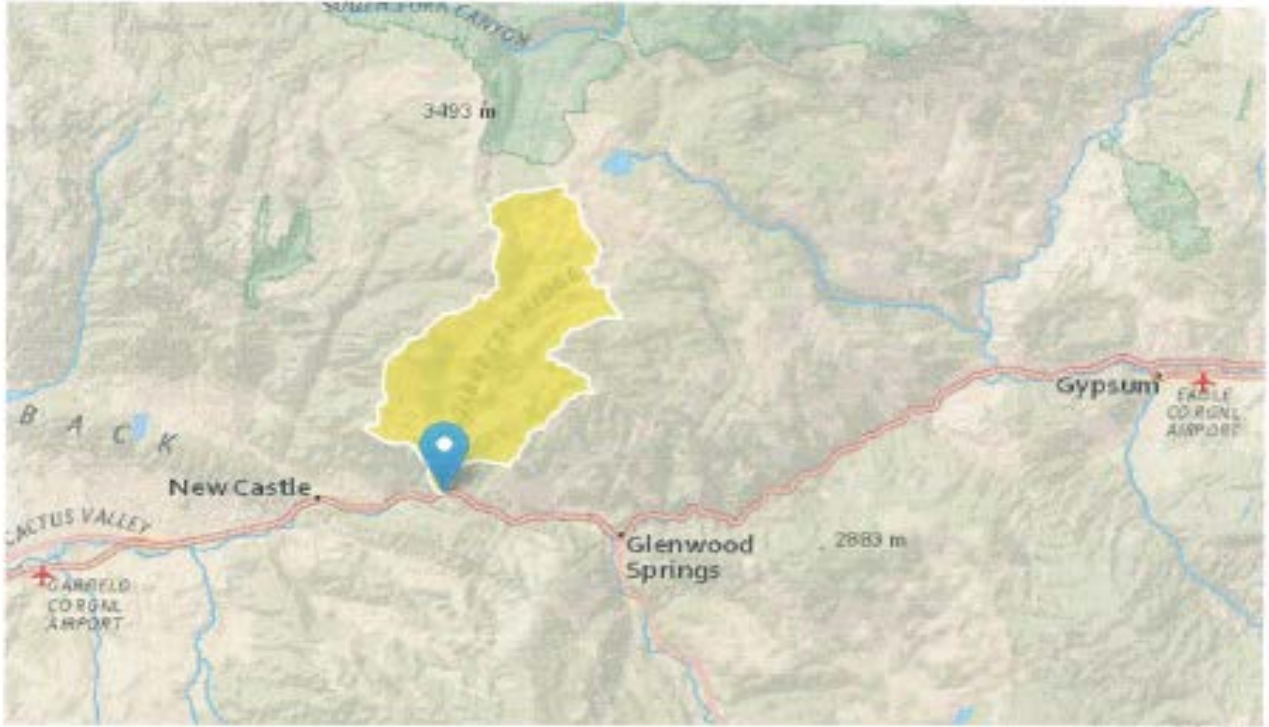 SOUTH FORK CANYON
3493 m
RIDGE
Gypsum
EAGLE
CO RGNL
AIRPORT
B A C K
New Castle
CACTUS VALLEY
Glenwood
Springs
2883 m
GARFIELD
CO RGNL
AIRPORT